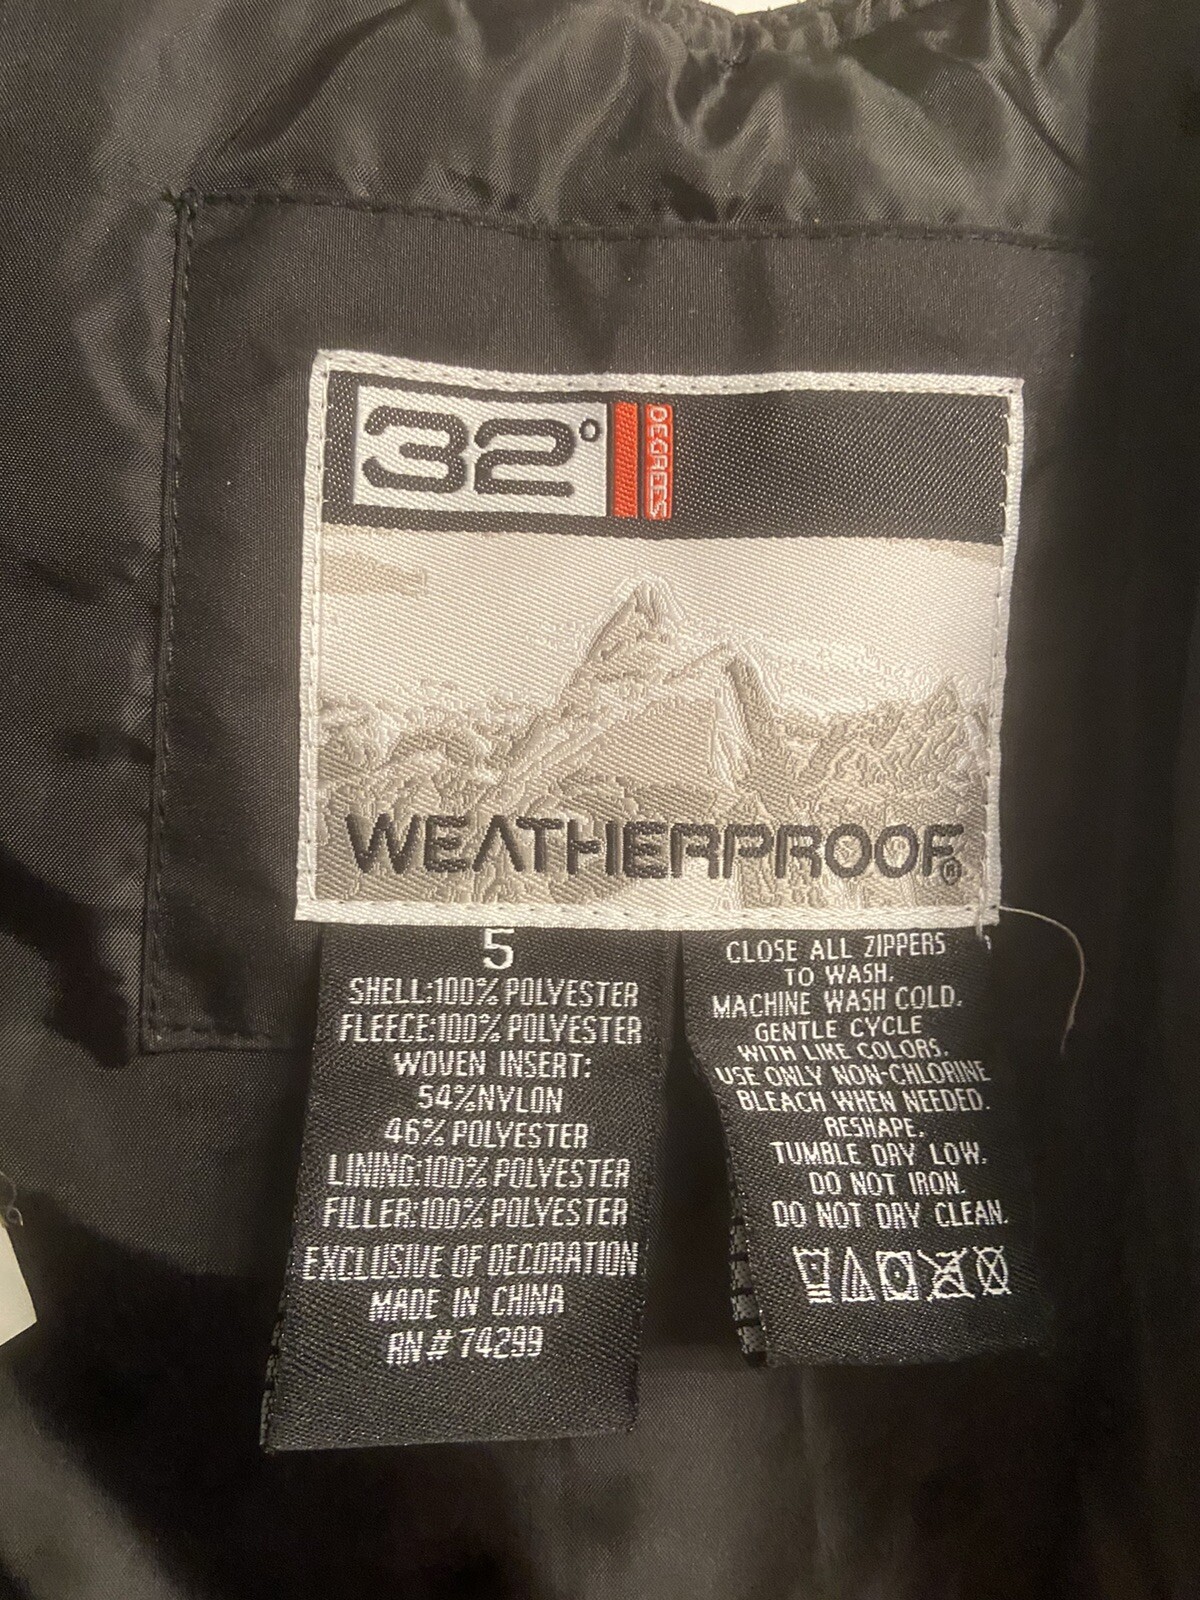 32°
DEGREES
WEATHERPROOF®
5
SHELL:100% POLYESTER
FLEECE:100% POLYESTER
WOVEN INSERT:
54%NYLON
46% POLYESTER
LINING:100% POLYESTER
FILLER:100% POLYESTER
EXCLUSIVE OF DECORATION
MADE IN CHINA
RN# 74299
CLOSE ALL ZIPPERS
TO WASH.
MACHINE WASH COLD.
GENTLE CYCLE
WITH LIKE COLORS.
USE ONLY NON-CHLORINE
BLEACH WHEN NEEDED.
RESHAPE.
TUMBLE DRY LOW.
DO NOT IRON.
DO NOT DRY CLEAN.